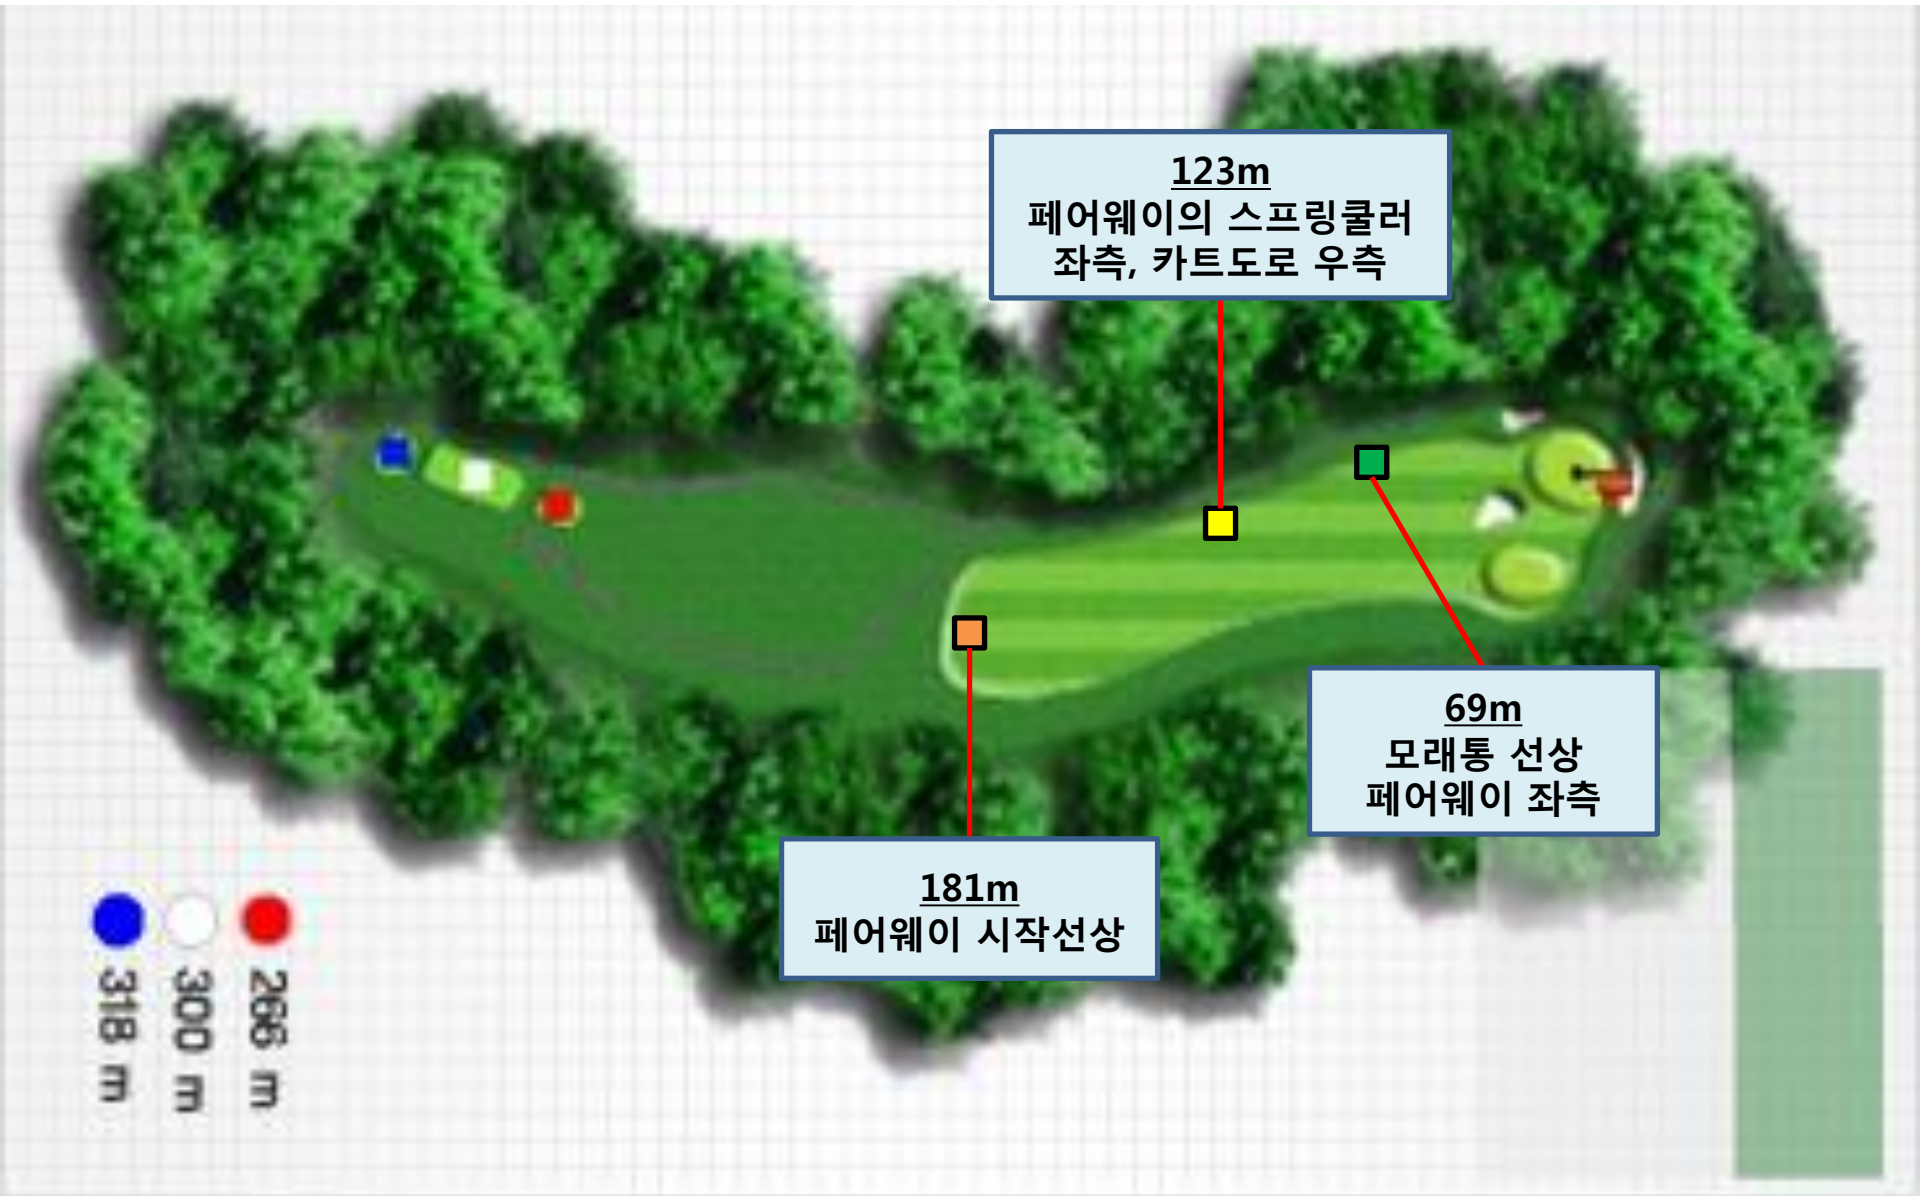 123m
페어웨이의 스프링쿨러
좌측, 카트도로 우측
69m
모래통 선상
페어웨이 좌측
181m
페어웨이 시작선상
318 m
300 m
266 m